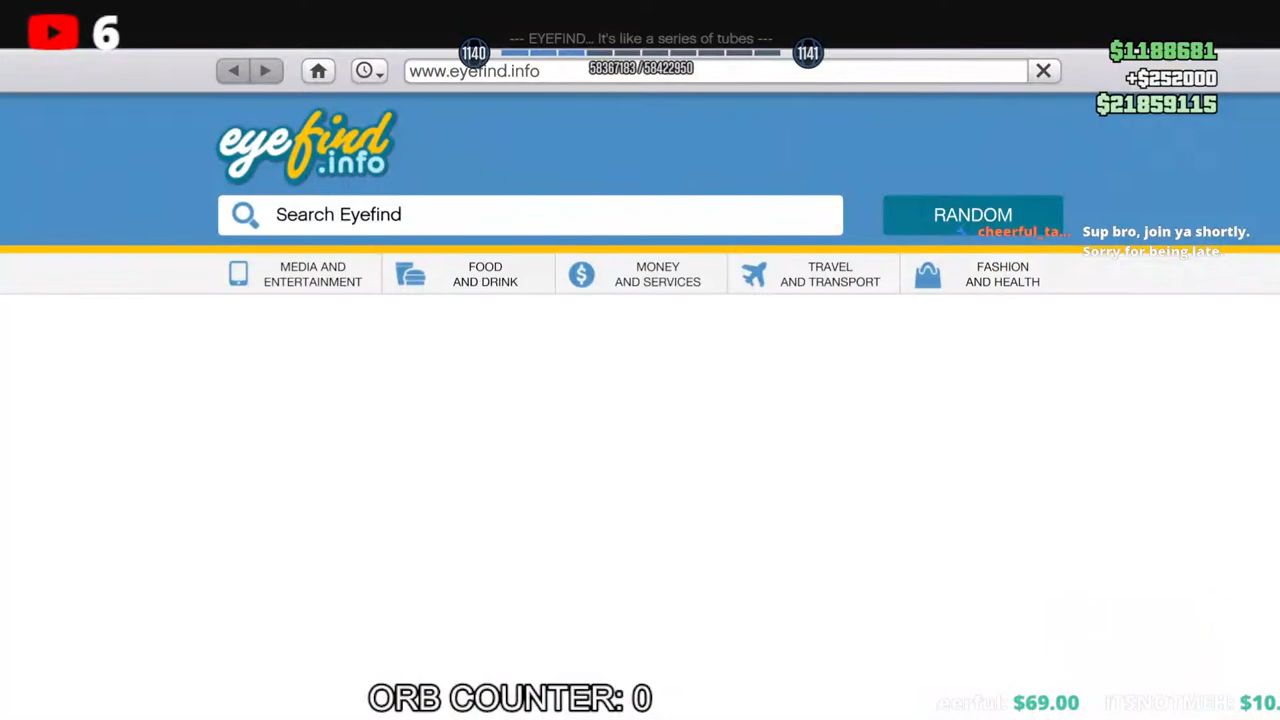 6
--- EYEFIND... It's like a series of tubes ---
1140
1141
58367183 / 58422950
www.eyefind.info
$1188681
+$252000
$21859115
eyefind
.info
Search Eyefind
RANDOM
cheerful_ta... Sup bro, join ya shortly.
Sorry for being late.
MEDIA AND
ENTERTAINMENT
FOOD
AND DRINK
MONEY
AND SERVICES
TRAVEL
AND TRANSPORT
FASHION
AND HEALTH
ORB COUNTER: 0
eerful: $69.00 ITSNOTMEH: $10.